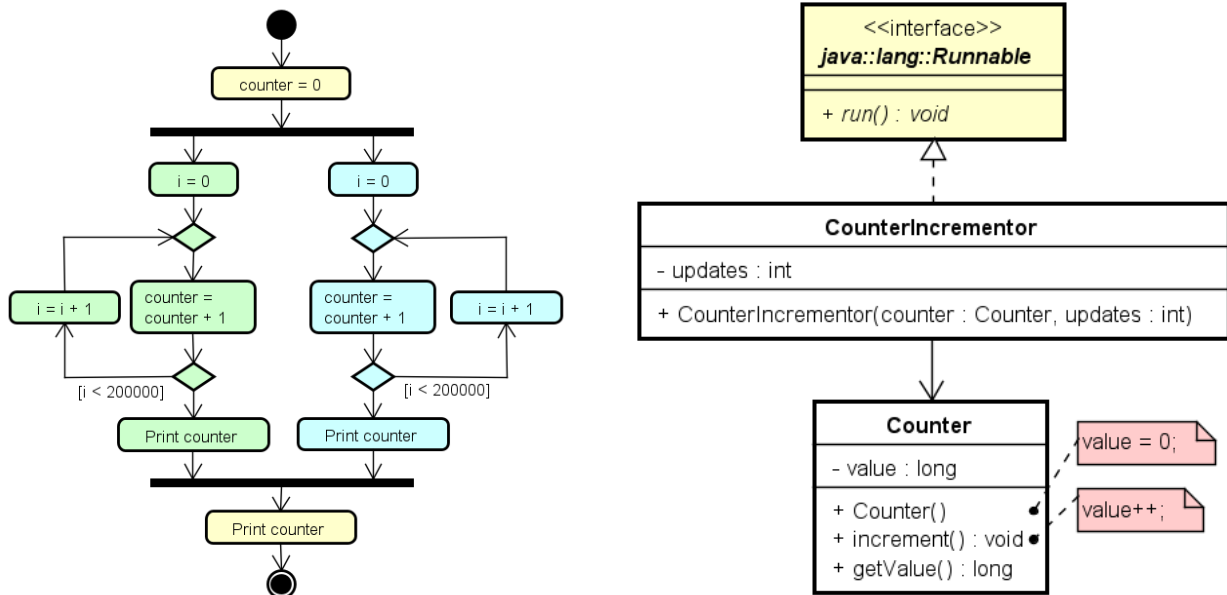 counter = 0
i = 0
i = 0
counter =
counter + 1
i = i + 1
counter =
counter + 1
i = i + 1
[i < 200000]
[i < 200000]
Print counter
Print counter
Print counter
<<interface>>
java::lang::Runnable
+ run() : void
CounterIncrementor
- updates : int
+ CounterIncrementor(counter : Counter, updates : int)
Counter
- value : long
+ Counter()
+ increment() : void
+ getValue() : long
value = 0;
value++;